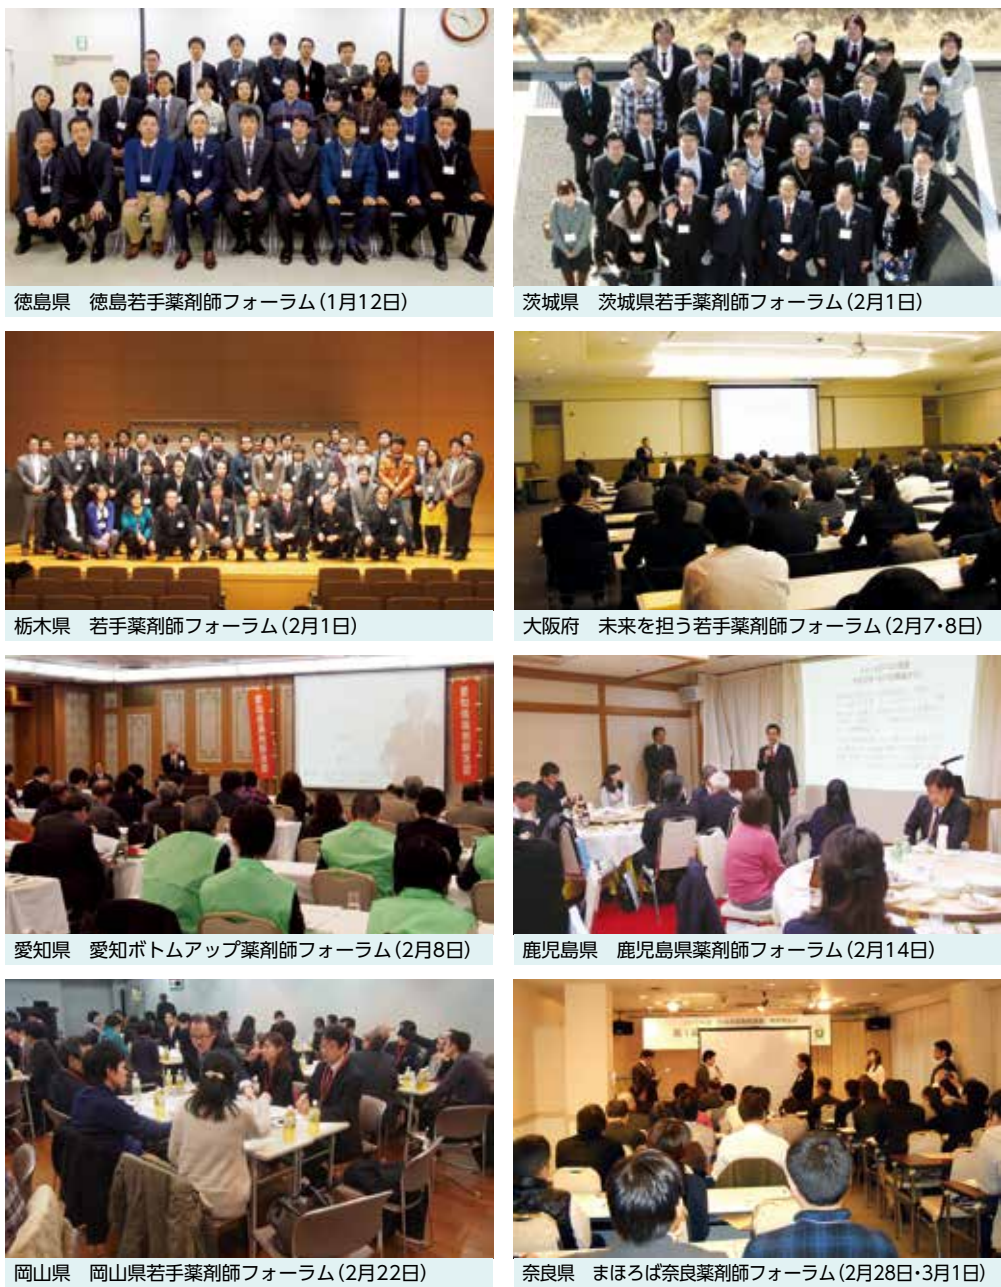 徳島県　徳島若手薬剤師フォーラム(1月12日)
茨城県　茨城県若手薬剤師フォーラム(2月1日)
栃木県　若手薬剤師フォーラム(2月1日)
大阪府　未来を担う若手薬剤師フォーラム(2月7・8日)
愛知県　愛知ボトムアップ薬剤師フォーラム(2月8日)
鹿児島県　鹿児島県薬剤師フォーラム(2月14日)
岡山県　岡山県若手薬剤師フォーラム(2月22日)
奈良県　まほろば奈良薬剤師フォーラム(2月28日・3月1日)